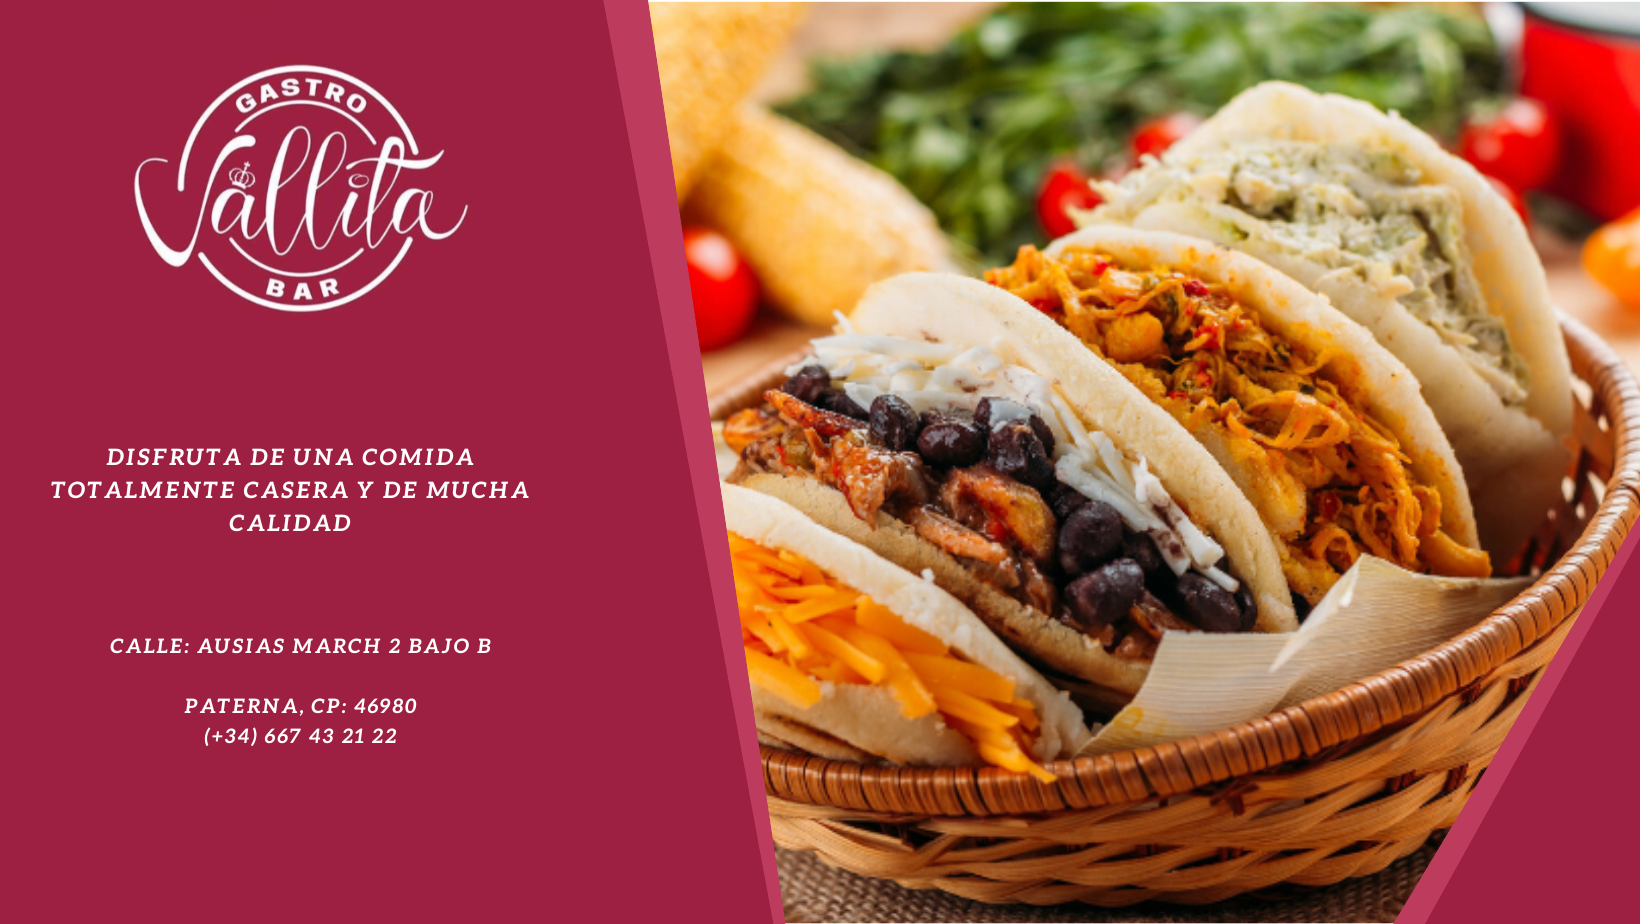 GASTRO
Vallita
BAR
DISFRUTA DE UNA COMIDA
TOTALMENTE CASERA Y DE MUCHA
CALIDAD
CALLE: AUSIAS MARCH 2 BAJO B
PATERNA, CP: 46980
(+34) 667 43 21 22